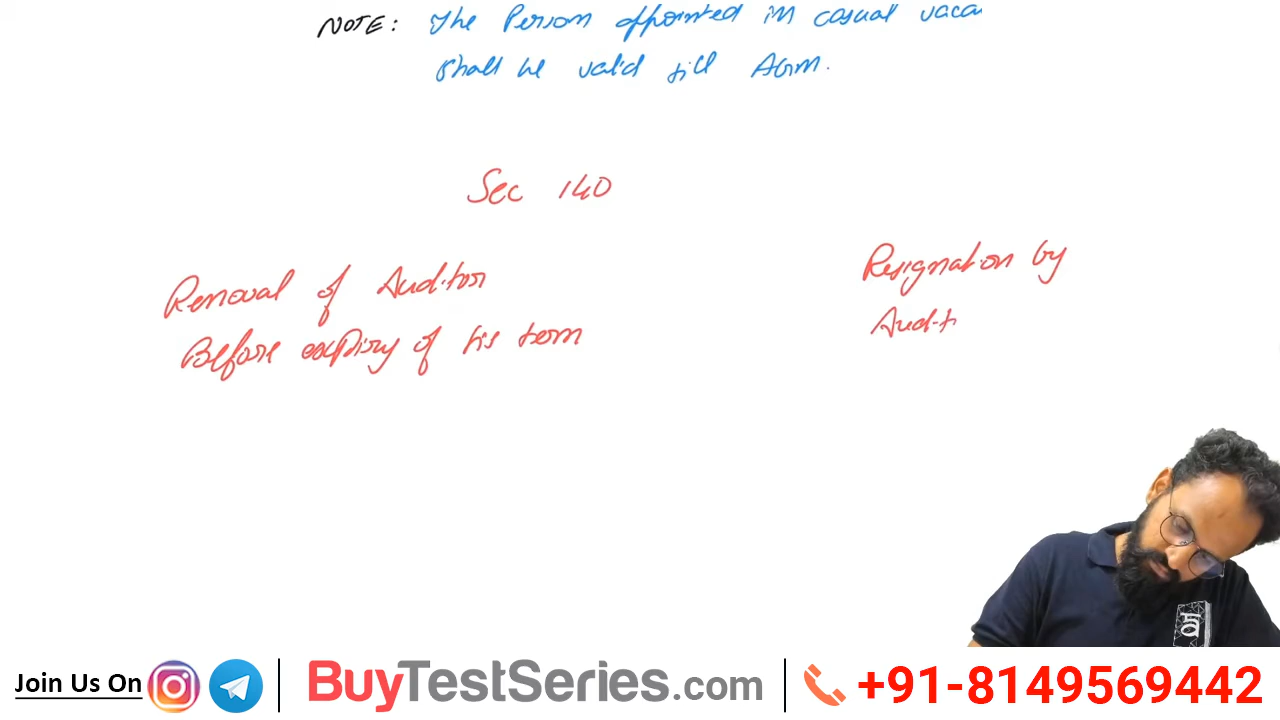 NOTE: The Person appointed in casual vaca
shall be valid till AGM.
Sec 140
Removal of Auditor
Before expiry of his term
Resignation by
Audit
Join Us On
BuyTestSeries.com
+91-8149569442